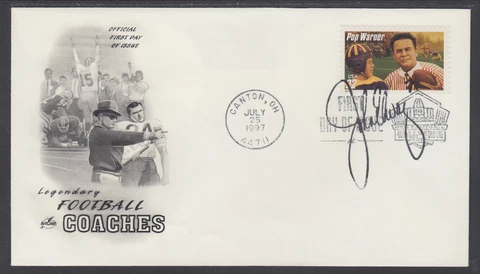 OFFICIAL
FIRST DAY
OF ISSUE
15
Legendary
FOOTBALL
COACHES
ArtCraft
CANTON, OH
JULY
25
1997
44711
Pop Warner
USA
32
FIRST
DAY OF ISSUE